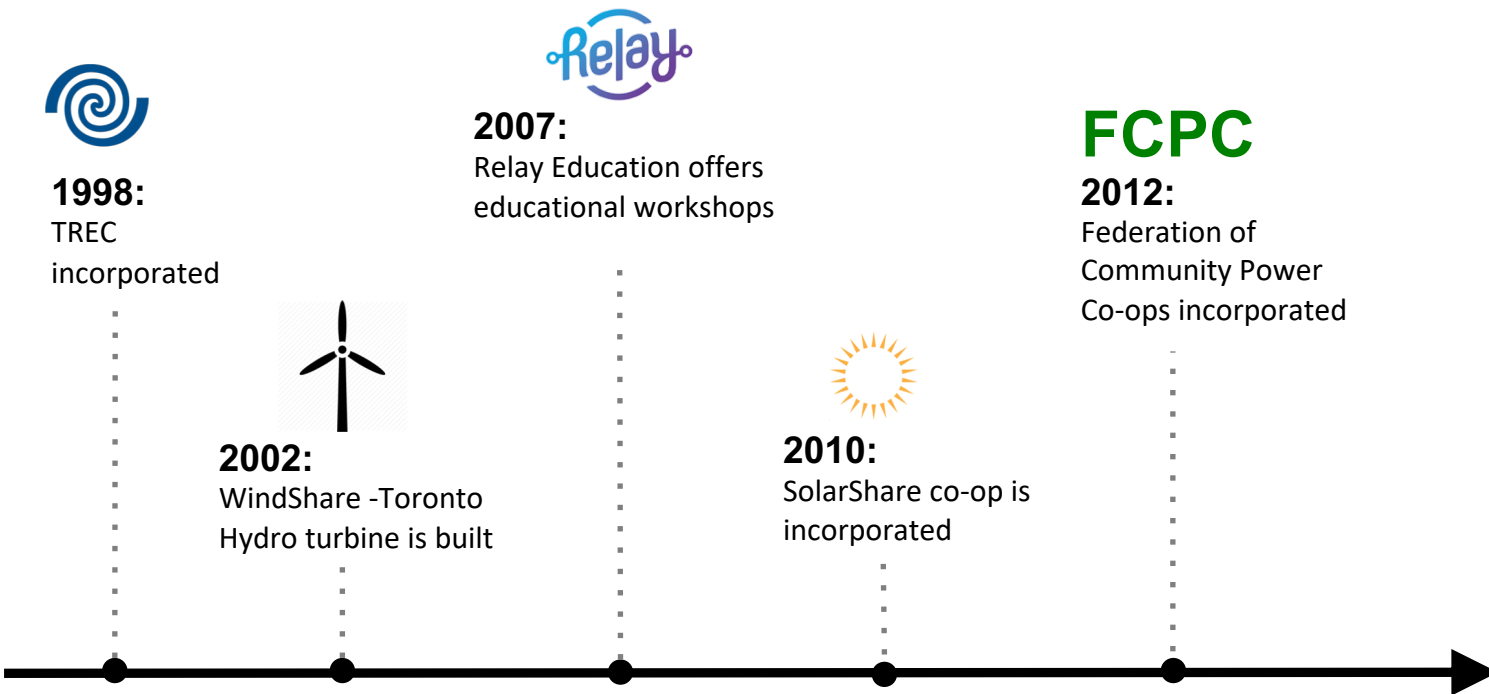 1998:
TREC
incorporated
2002:
WindShare -Toronto
Hydro turbine is built
Relay
2007:
Relay Education offers
educational workshops
2010:
SolarShare co-op is
incorporated
FCPC
2012:
Federation of
Community Power
Co-ops incorporated